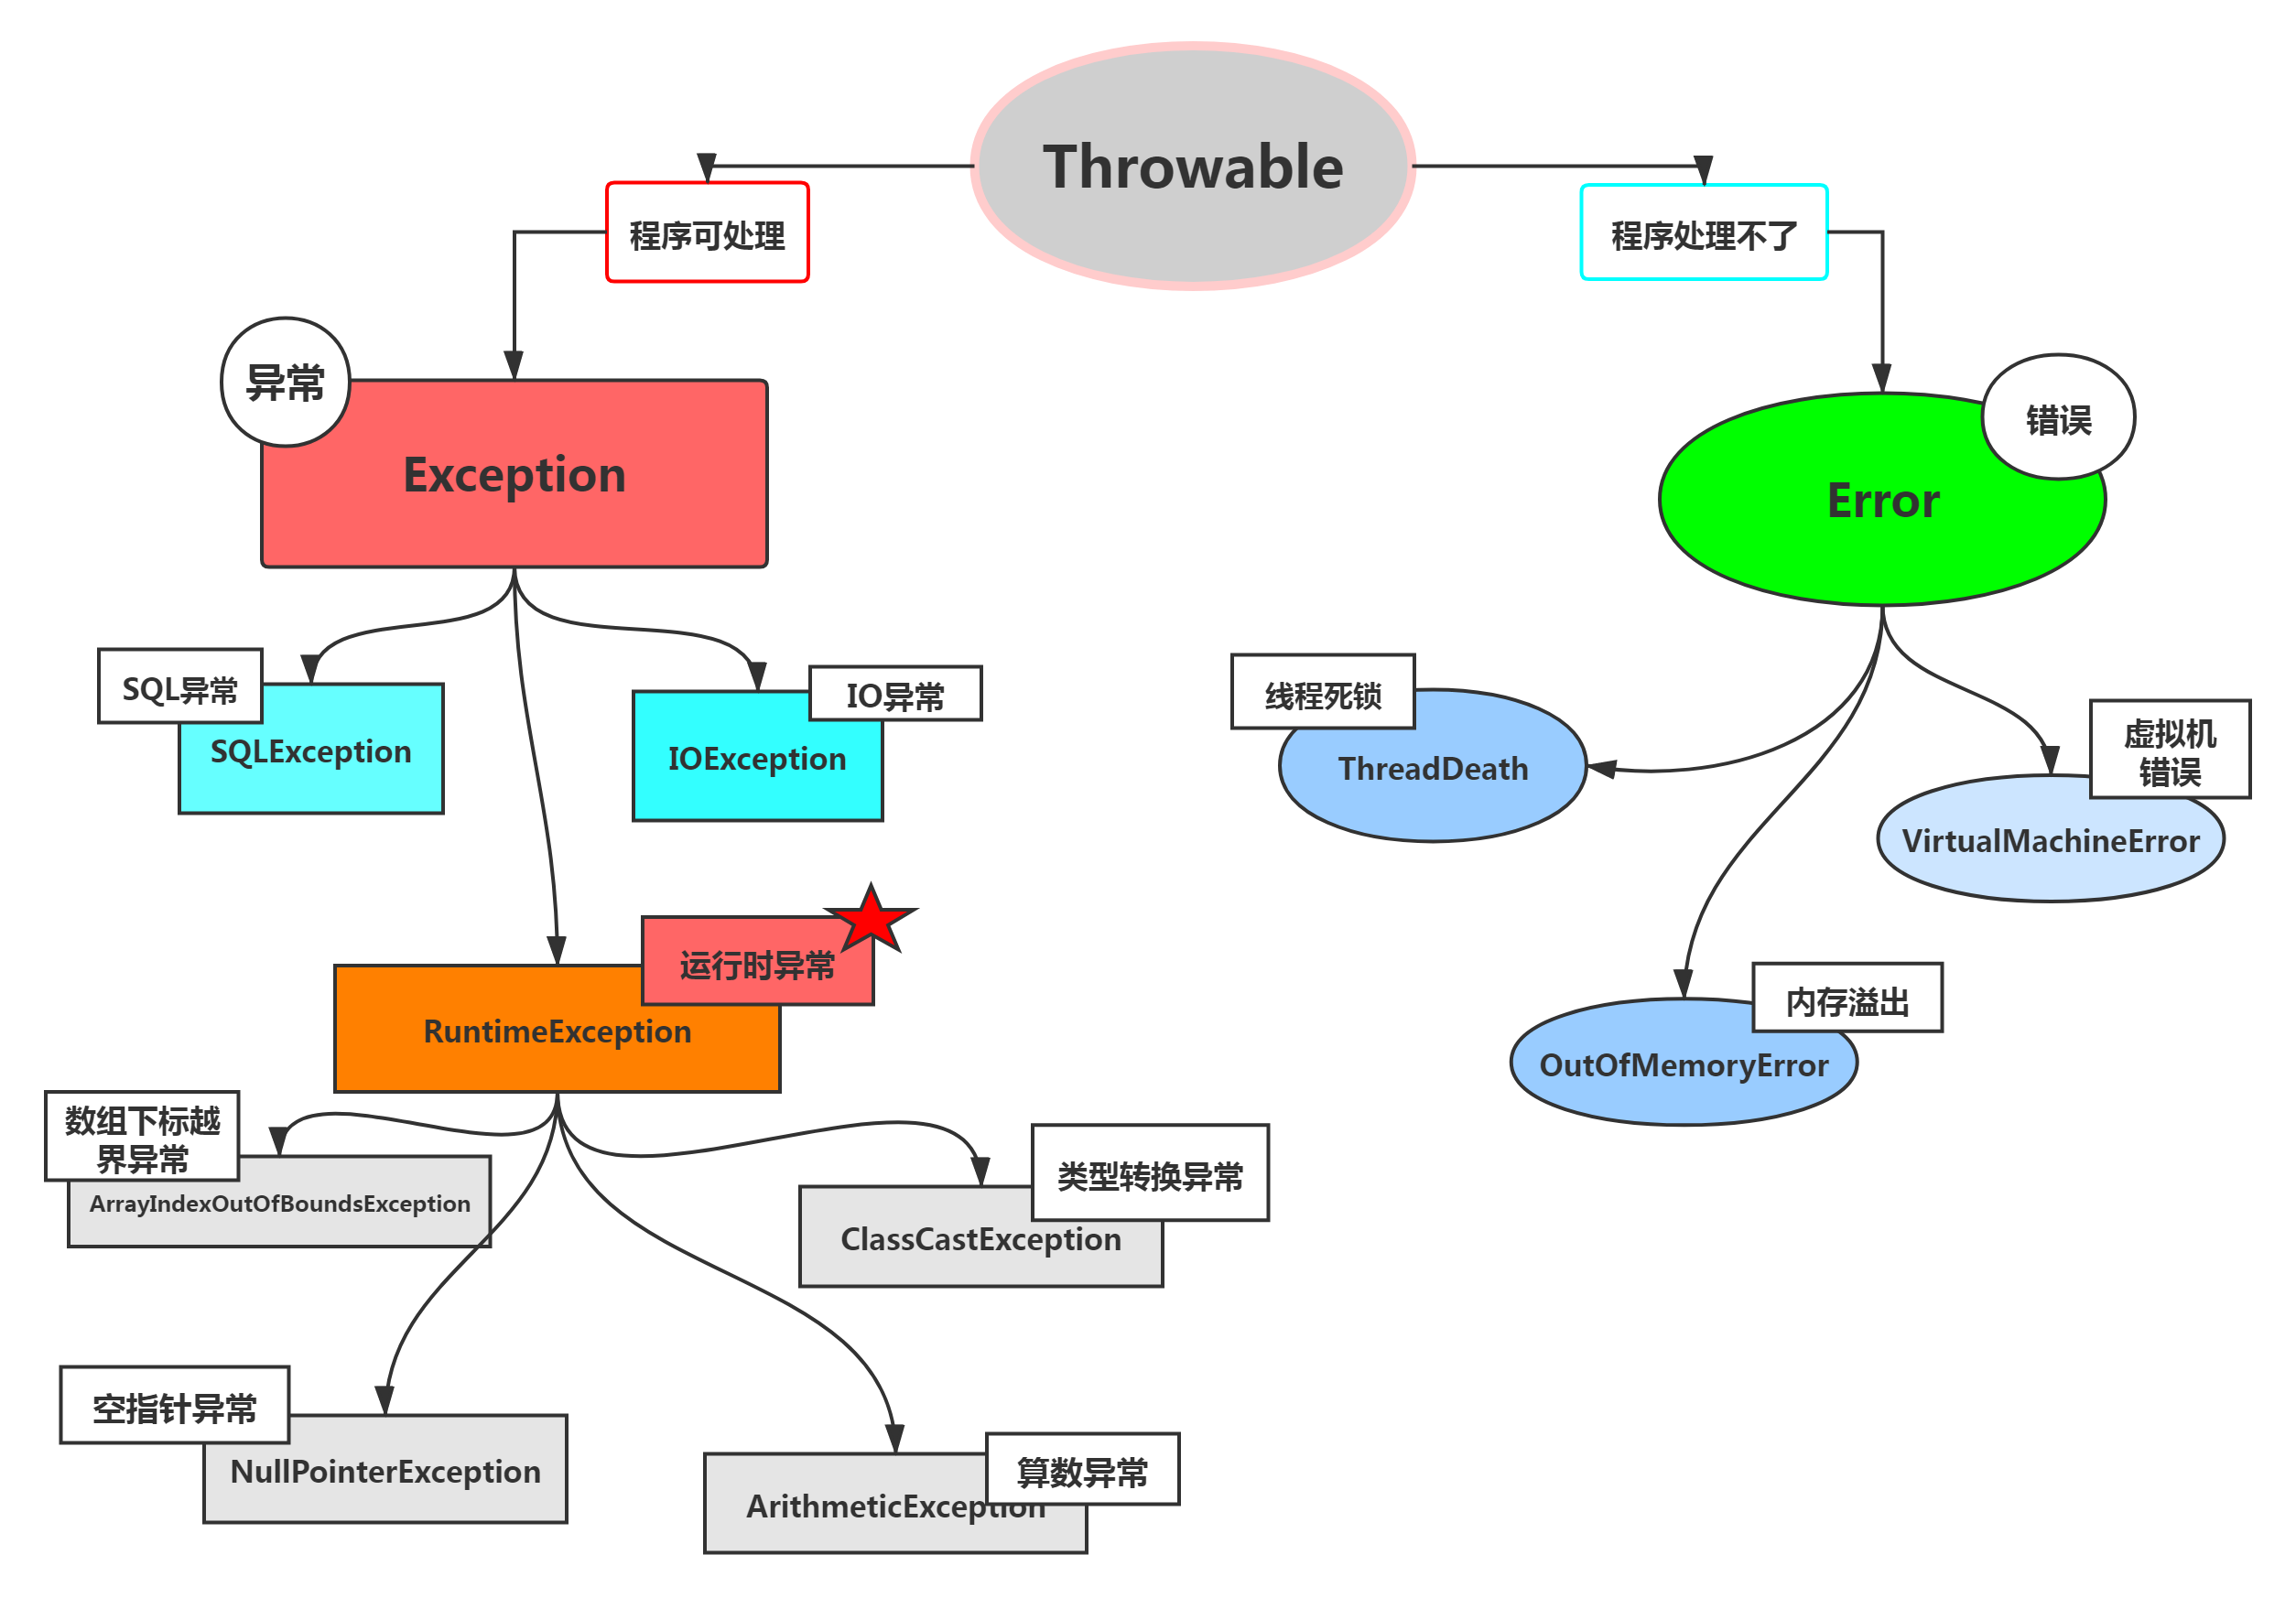 Throwable
程序可处理
程序处理不了
异常
Exception
错误
Error
SQL异常
SQLException
IO异常
IOException
线程死锁
ThreadDeath
虚拟机
错误
VirtualMachineError
运行时异常
RuntimeException
内存溢出
OutOfMemoryError
数组下标越
界异常
ArrayIndexOutOfBoundsException
类型转换异常
ClassCastException
空指针异常
NullPointerException
算数异常
ArithmeticException